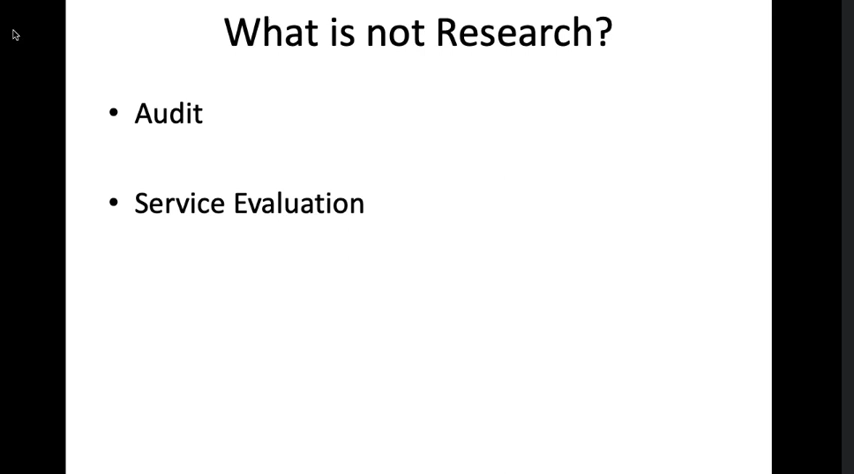 What is not Research?
• Audit
• Service Evaluation